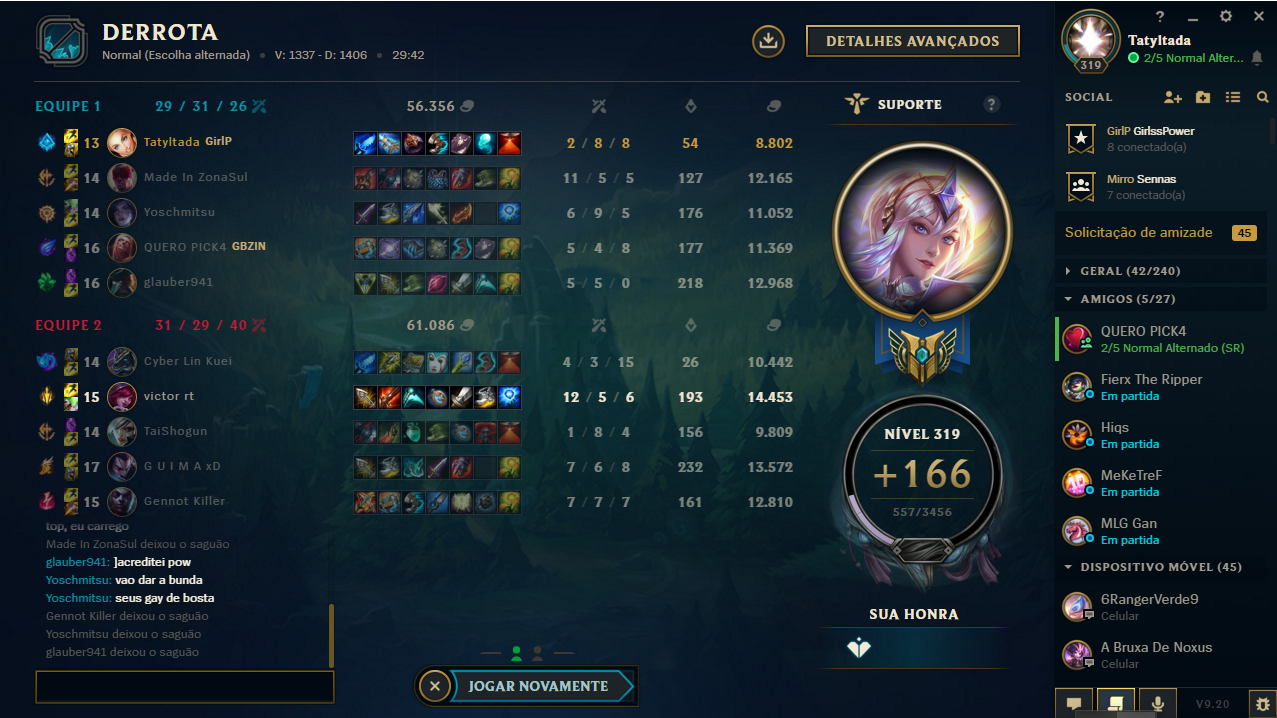 DERROTA
Normal (Escolha alternada) • V: 1337 - D: 1406 • 29:42
DETALHES AVANÇADOS
EQUIPE 1 29 / 31 / 26 56.356
13 Tatyltada GirlP 2 / 8 / 8 54 8.802
14 Made In ZonaSul 11 / 5 / 5 127 12.165
14 Yoschmitsu 6 / 9 / 5 176 11.052
16 QUERO PICK4 GBZIN 5 / 4 / 8 177 11.369
16 glauber941 5 / 5 / 0 218 12.968
EQUIPE 2 31 / 29 / 40 61.086
14 Cyber Lin Kuei 4 / 3 / 15 26 10.442
15 victor rt 12 / 5 / 6 193 14.453
14 TaiShogun 1 / 8 / 4 156 9.809
17 G U I M A xD 7 / 6 / 8 232 13.572
15 Gennot Killer 7 / 7 / 7 161 12.810
top, eu carrego
Made In ZonaSul deixou o saguão
glauber941: ]acreditei pow
Yoschmitsu: vao dar a bunda
Yoschmitsu: seus gay de bosta
Gennot Killer deixou o saguão
Yoschmitsu deixou o saguão
glauber941 deixou o saguão
JOGAR NOVAMENTE
SUPORTE ?
NÍVEL 319
+166
557/3456
SUA HONRA
?
319
Tatyltada
2/5 Normal Alter...
SOCIAL
GirlP GirlssPower
8 conectado(a)
Mirro Sennas
7 conectado(a)
Solicitação de amizade 45
GERAL (42/240)
AMIGOS (5/27)
QUERO PICK4
2/5 Normal Alternado (SR)
Fierx The Ripper
Em partida
Hiqs
Em partida
MeKeTreF
Em partida
MLG Gan
Em partida
DISPOSITIVO MÓVEL (45)
6RangerVerde9
Celular
A Bruxa De Noxus
Celular
V9.20